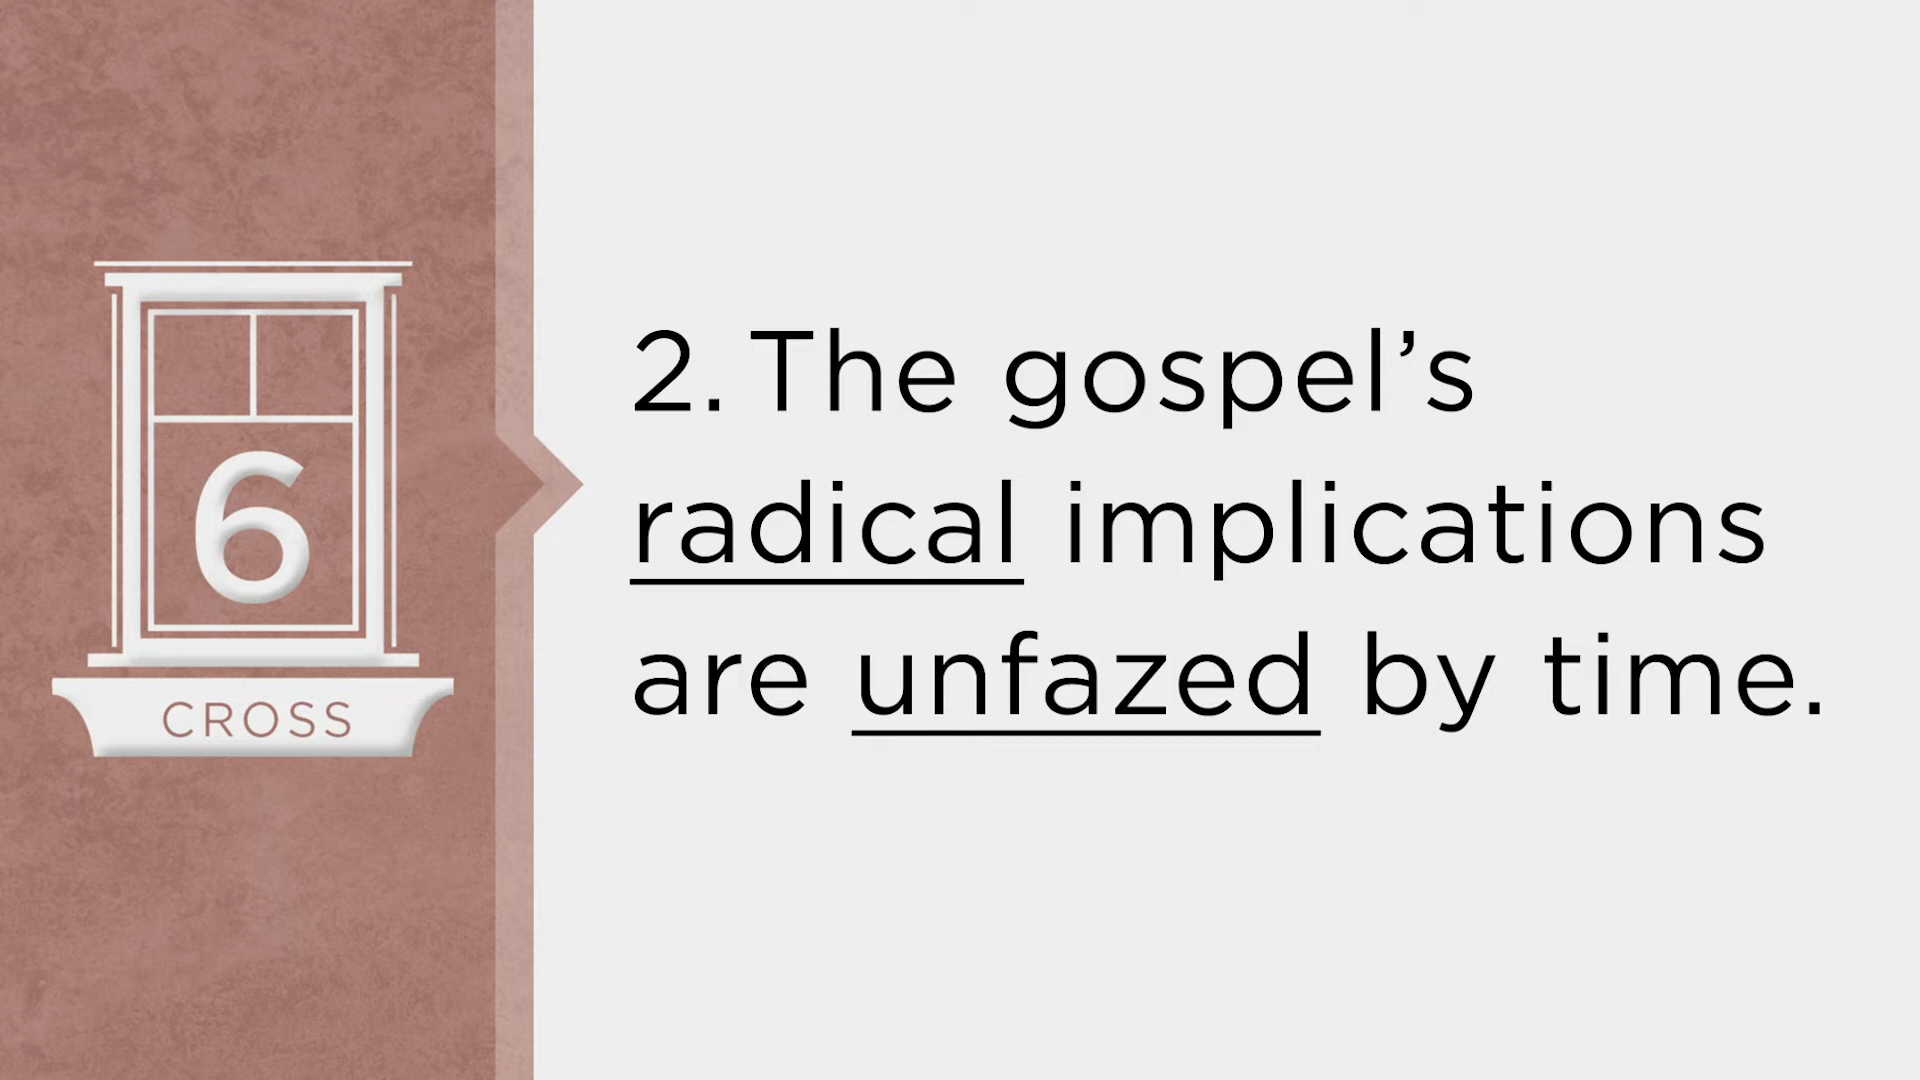 6
CROSS
2. The gospel’s
radical implications
are unfazed by time.